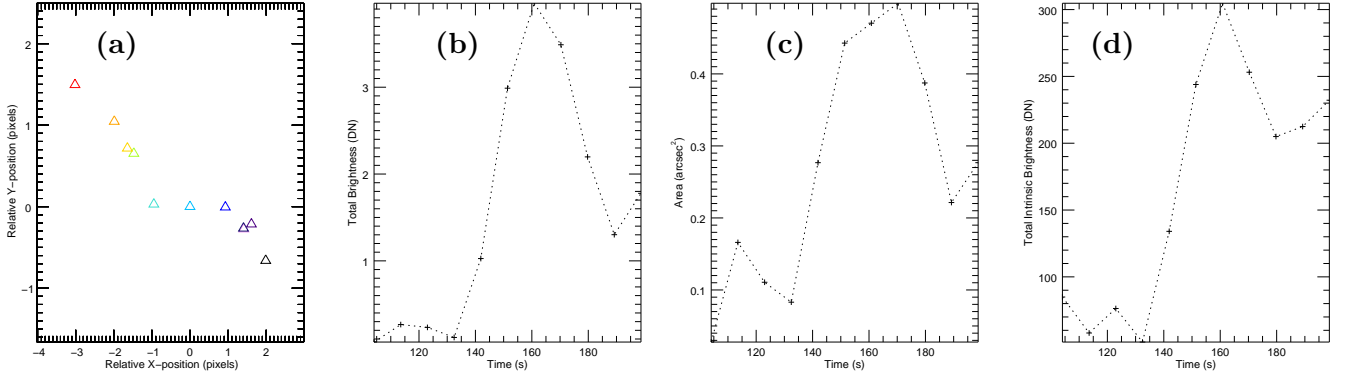 (a)
2
1
0
−1
−4 −3 −2 −1 0 1 2
Relative X−position (pixels)
Relative Y−position (pixels)
(b)
3
2
1
120 140 160 180
Time (s)
Total Brightness (DN)
(c)
0.4
0.3
0.2
0.1
120 140 160 180
Time (s)
Area (arcsec2)
(d)
300
250
200
150
100
120 140 160 180
Time (s)
Total Intrinsic Brightness (DN)